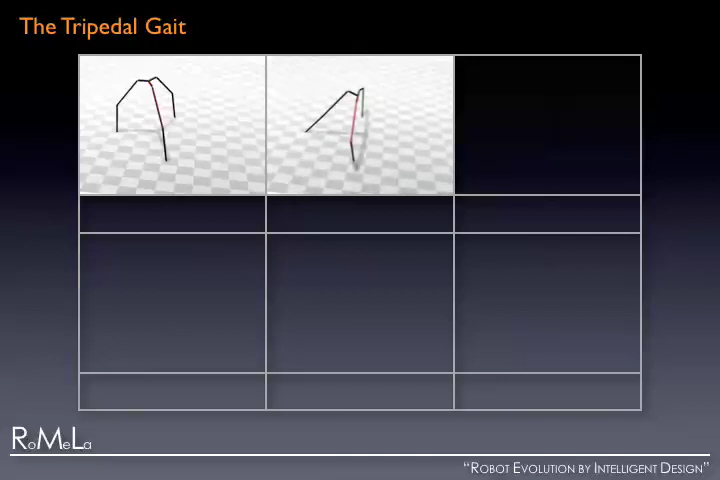 The Tripedal Gait
RoMeLa
“Robot Evolution by Intelligent Design”